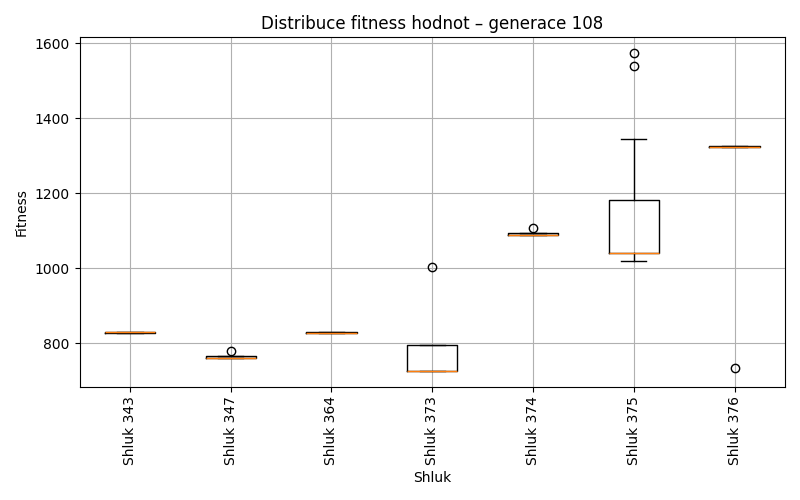 Distribuce fitness hodnot – generace 108
1600
1400
1200
1000
800
Fitness
Shluk 343
Shluk 347
Shluk 364
Shluk 373
Shluk 374
Shluk 375
Shluk 376
Shluk